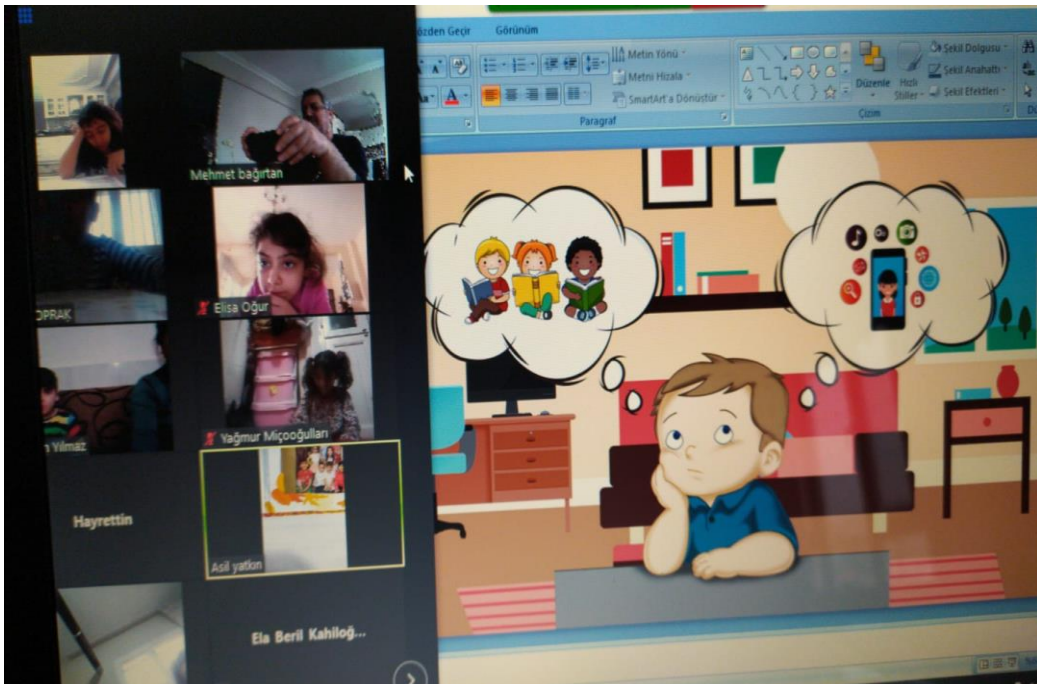 özden Geçir
Görünüm
Metin Yönü
Metni Hizala
SmartArt'a Dönüştür
Paragraf
Düzenle
Hızlı
Stiller
Şekil Dolgusu
Şekil Anahattı
Şekil Efektleri
Çizim
Mehmet bağırtan
OPRAK
Elisa Oğur
n Yılmaz
Yağmur Miçooğulları
Hayrettin
Asil yatkın
Ela Beril Kahiloğ...